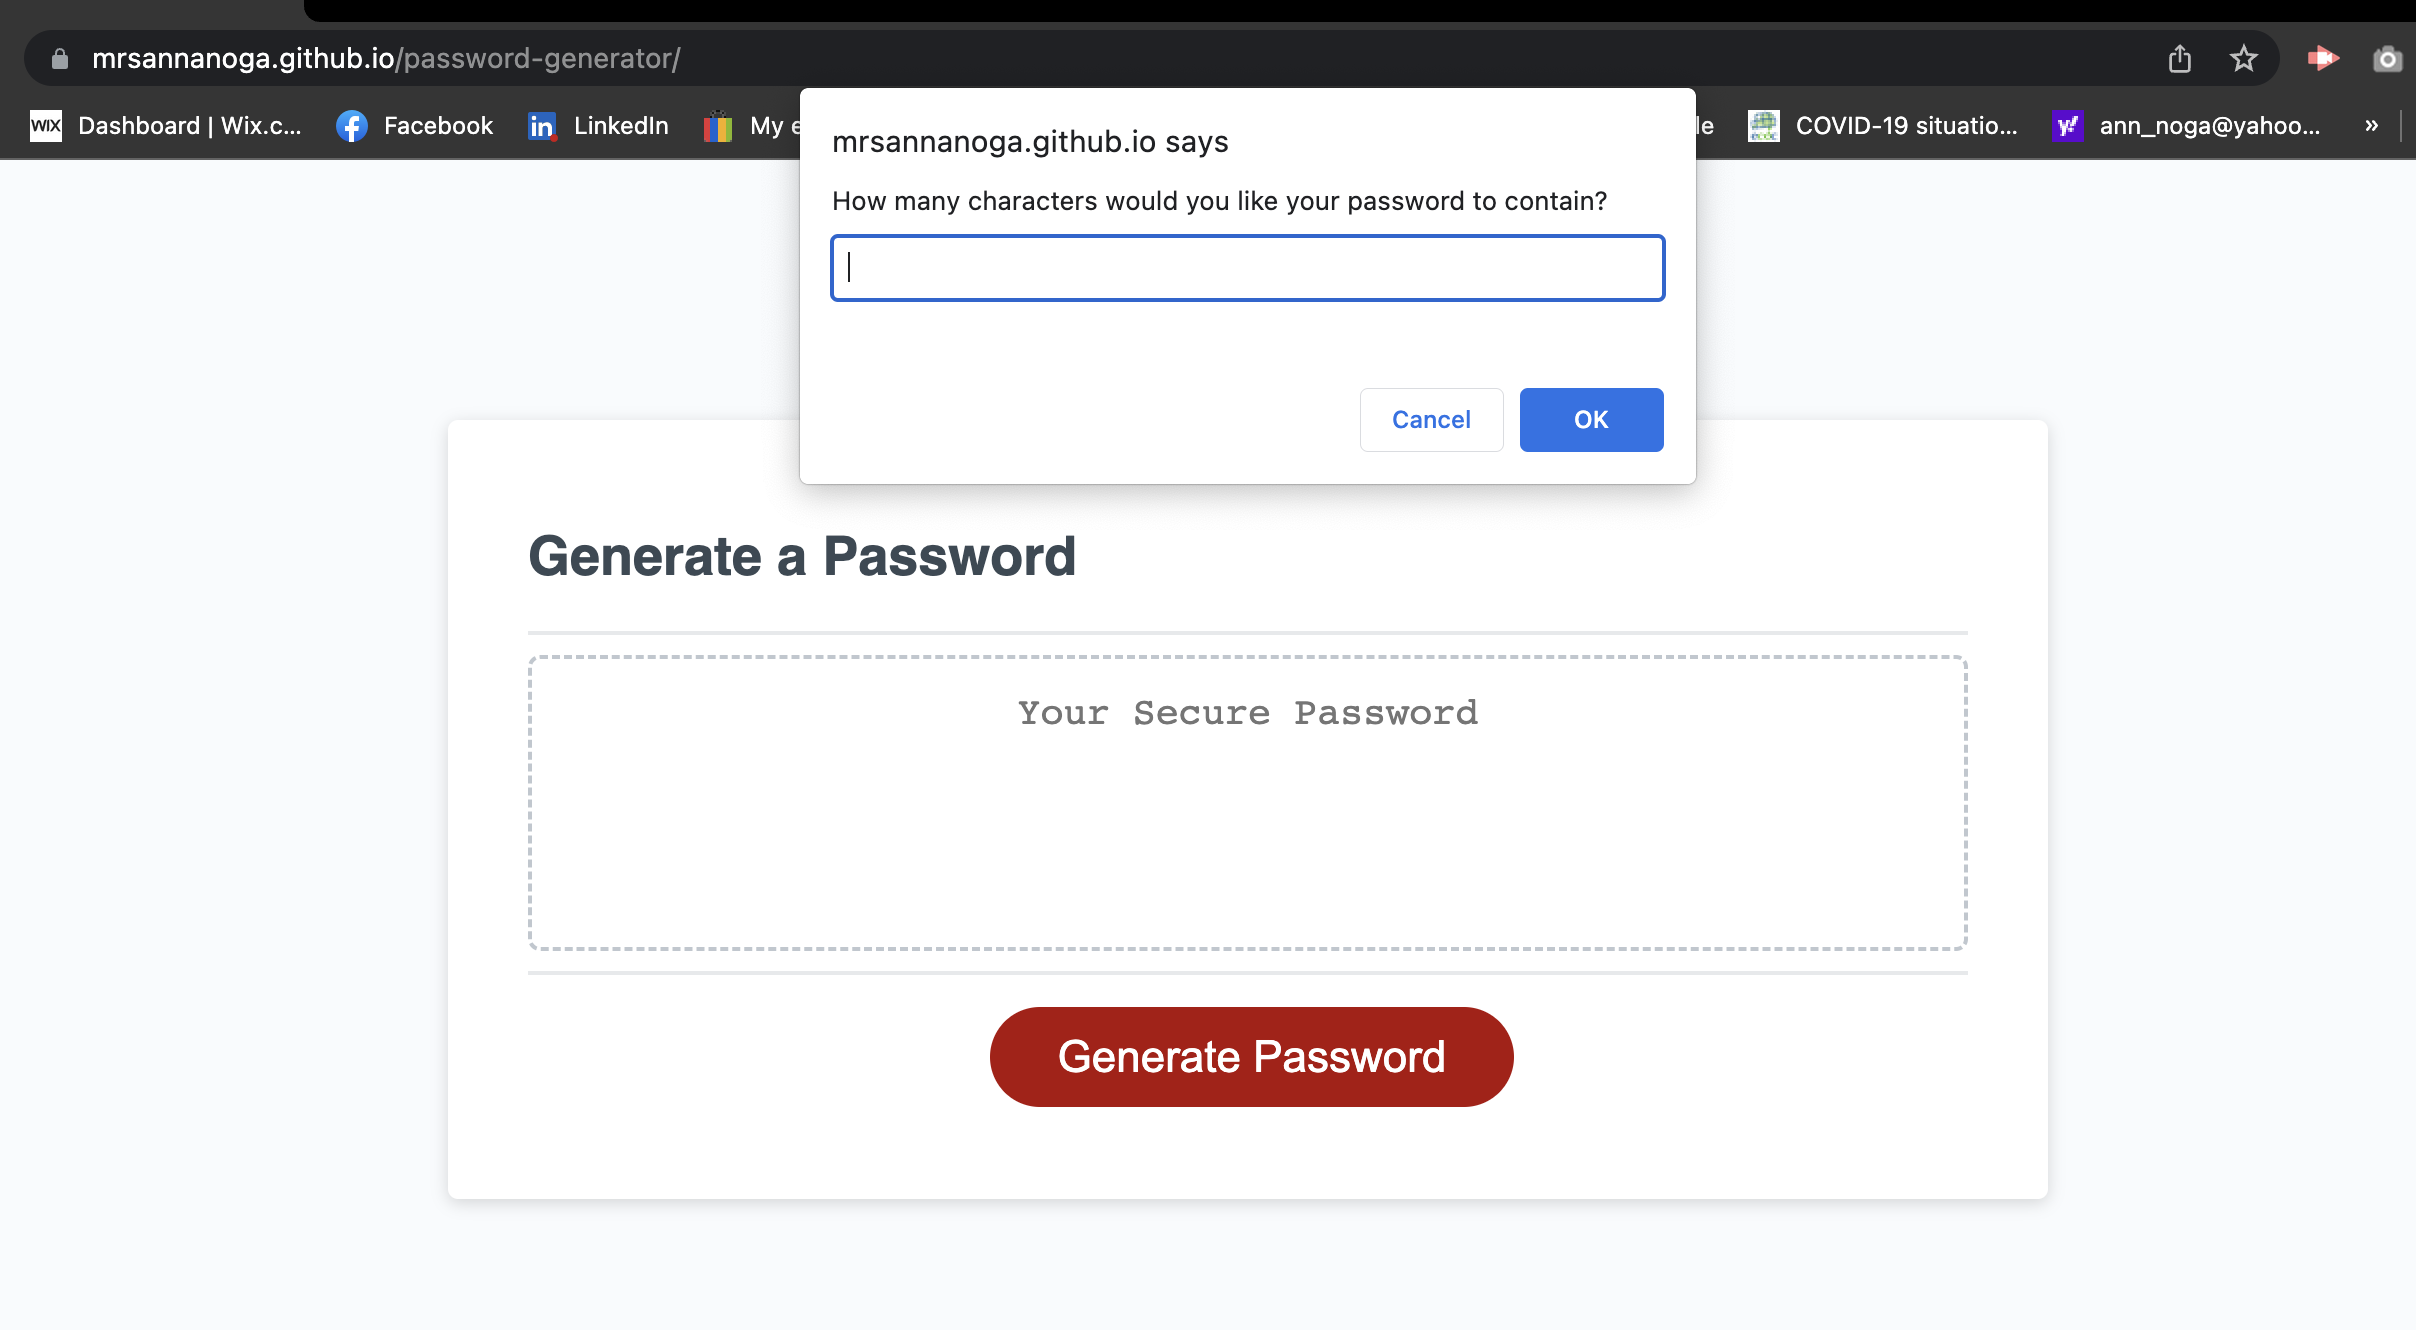 mrsannanoga.github.io/password-generator/
WIX Dashboard | Wix.c... Facebook in LinkedIn My e le COVID-19 situatio... y! ann_noga@yahoo... »
mrsannanoga.github.io says
How many characters would you like your password to contain?
Cancel OK
Generate a Password
Your Secure Password
Generate Password